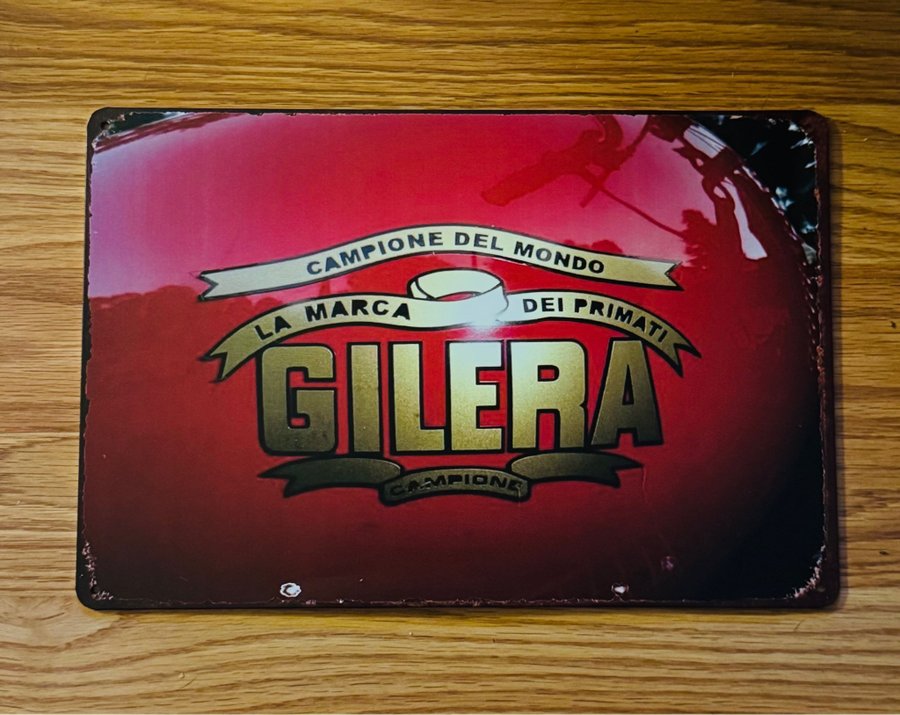 CAMPIONE DEL MONDO
LA MARCA DEI PRIMATI
GILERA
CAMPIONE